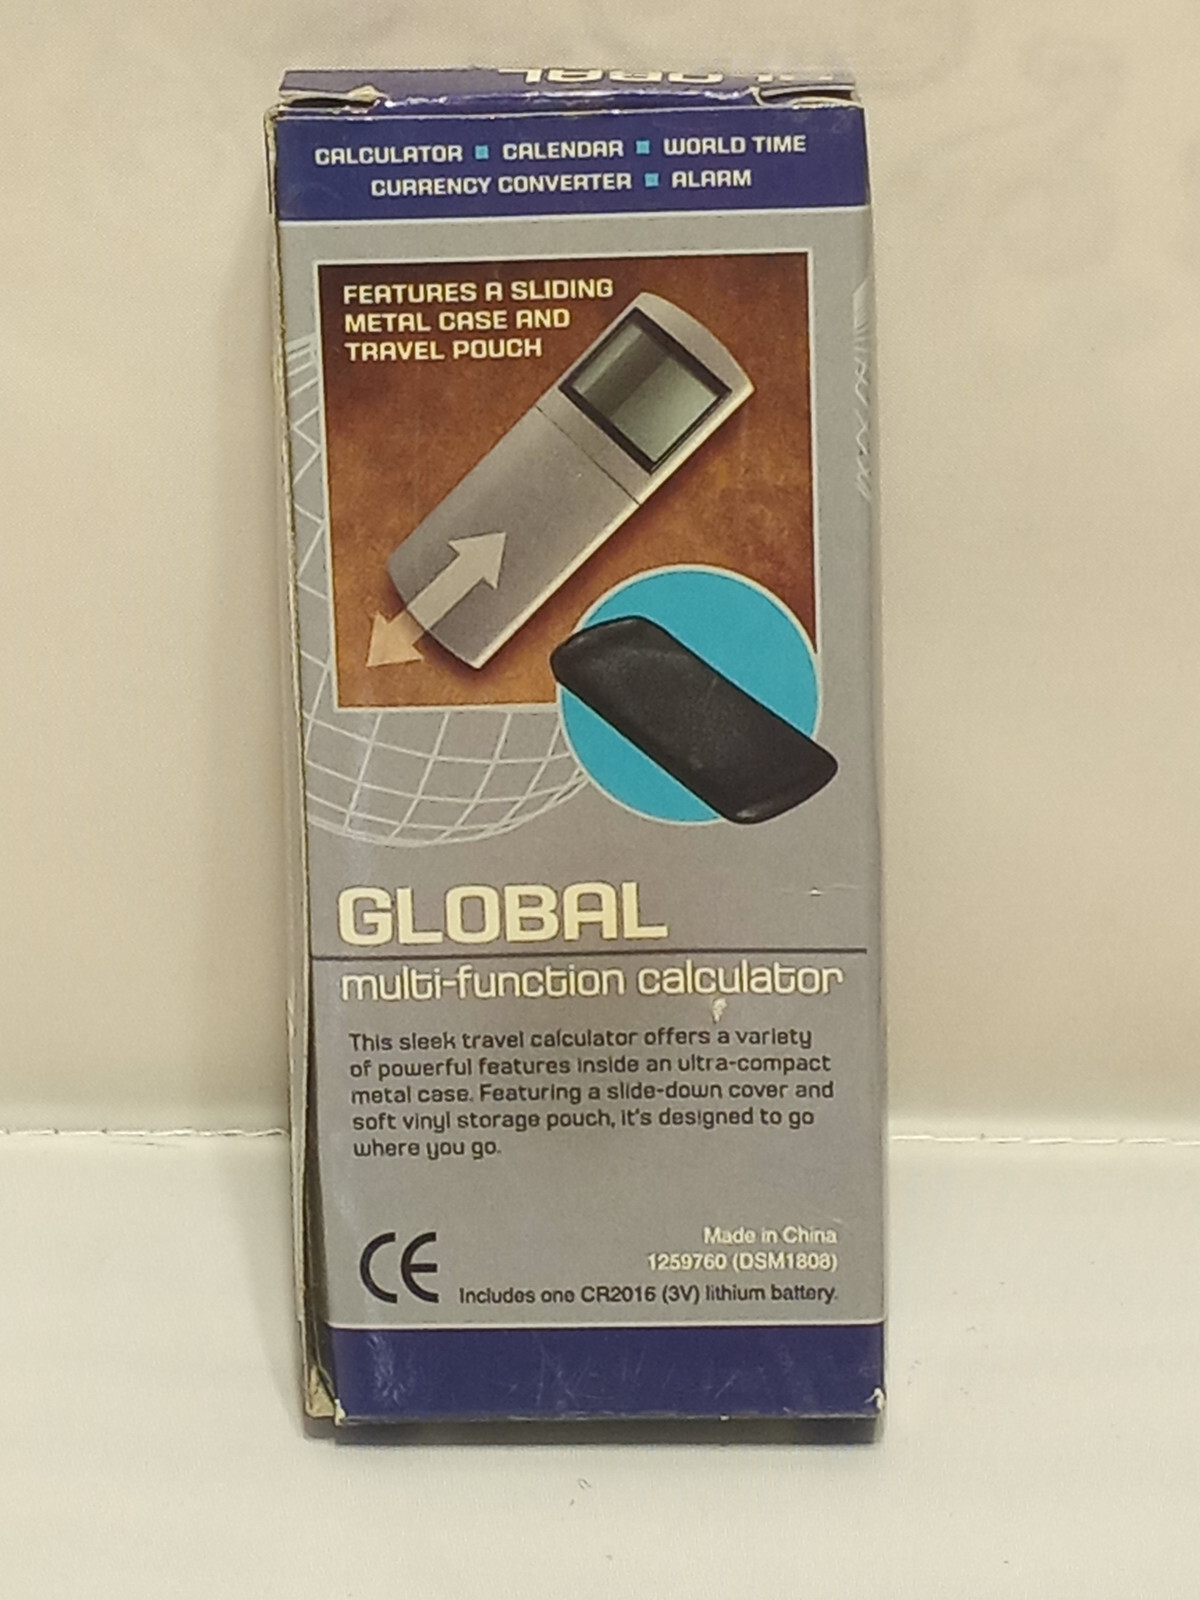 GLOBAL
CALCULATOR ■ CALENDAR ■ WORLD TIME
CURRENCY CONVERTER ■ ALARM
FEATURES A SLIDING
METAL CASE AND
TRAVEL POUCH
GLOBAL
multi-function calculator
This sleek travel calculator offers a variety
of powerful features inside an ultra-compact
metal case. Featuring a slide-down cover and
soft vinyl storage pouch, it's designed to go
where you go.
CE
Made in China
1259760 (DSM1808)
Includes one CR2016 (3V) lithium battery.